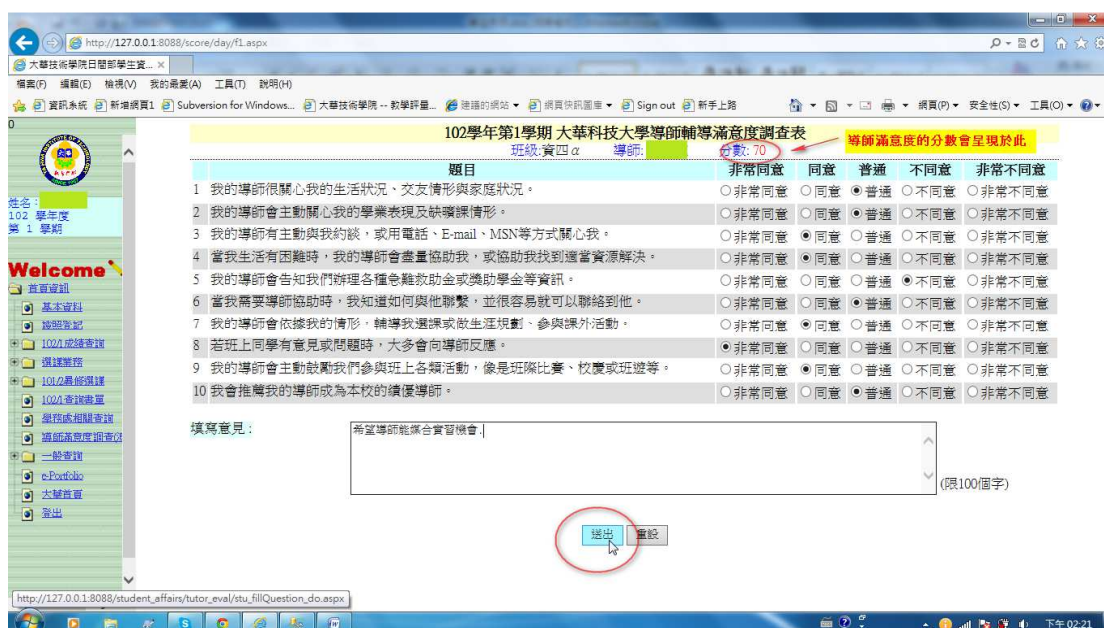 http://127.0.0.1:8088/score/day/f1.aspx
大華技術學院日間部學生資... ×
檔案(F) 編輯(E) 檢視(V) 我的最愛(A) 工具(T) 說明(H)
資訊系統 新增網頁1 Subversion for Windows... 大華技術學院 -- 教學評量... 建議的網站 網頁快訊圖庫 Sign out 新手上路 網頁(P) 安全性(S) 工具(O)
0
姓名:
102 學年度
第 1 學期
Welcome
首頁資訊
基本資料
證照登記
102/1成績查詢
選課業務
101/2暑修選課
102/1查詢書單
學務處相關查詢
導師滿意度調查(
一般查詢
e-Portfolio
大華首頁
登出
102學年第1學期 大華科技大學導師輔導滿意度調查表
班級:資四α 導師: 分數: 70
導師滿意度的分數會呈現於此
題目 非常同意 同意 普通 不同意 非常不同意
1 我的導師很關心我的生活狀況、交友情形與家庭狀況。 非常同意 同意 普通 不同意 非常不同意
2 我的導師會主動關心我的學業表現及缺曠課情形。 非常同意 同意 普通 不同意 非常不同意
3 我的導師有主動與我約談，或用電話、E-mail、MSN等方式關心我。 非常同意 同意 普通 不同意 非常不同意
4 當我生活有困難時，我的導師會盡量協助我，或協助我找到適當資源解決。 非常同意 同意 普通 不同意 非常不同意
5 我的導師會告知我們辦理各種急難救助金或獎助學金等資訊。 非常同意 同意 普通 不同意 非常不同意
6 當我需要導師協助時，我知道如何與他聯繫，並很容易就可以聯絡到他。 非常同意 同意 普通 不同意 非常不同意
7 我的導師會依據我的情形，輔導我選課或做生涯規劃、參與課外活動。 非常同意 同意 普通 不同意 非常不同意
8 若班上同學有意見或問題時，大多會向導師反應。 非常同意 同意 普通 不同意 非常不同意
9 我的導師會主動鼓勵我們參與班上各類活動，像是班際比賽、校慶或班遊等。 非常同意 同意 普通 不同意 非常不同意
10 我會推薦我的導師成為本校的績優導師。 非常同意 同意 普通 不同意 非常不同意
填寫意見:
希望導師能媒合實習機會.
(限100個字)
送出 重設
http://127.0.0.1:8088/student_affairs/tutor_eval/stu_fillQuestion_do.aspx
下午 02:21